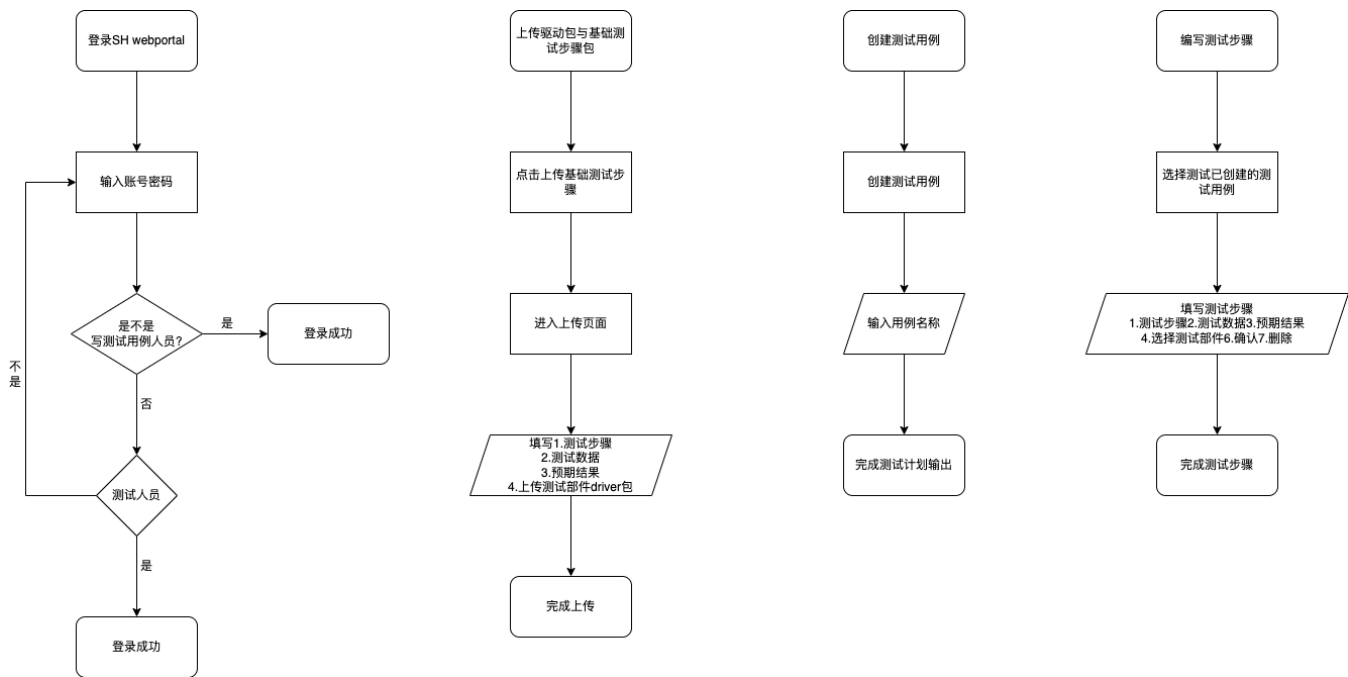 登录SH webportal
输入账号密码
是不是
写测试用例人员?
是
登录成功
不
是
否
测试人员
是
登录成功
上传驱动包与基础测
试步骤包
点击上传基础测试步
骤
进入上传页面
填写1.测试步骤
2.测试数据
3.预期结果
4.上传测试部件driver包
完成上传
创建测试用例
创建测试用例
输入用例名称
完成测试计划输出
编写测试步骤
选择测试已创建的测
试用例
填写测试步骤
1.测试步骤2.测试数据3.预期结果
4.选择测试部件6.确认7.删除
完成测试步骤